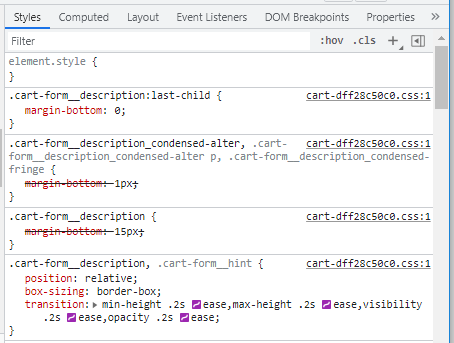 Styles Computed Layout Event Listeners DOM Breakpoints Properties »
Filter :hov .cls +
element.style {
}
.cart-form__description:last-child { cart-dff28c50c0.css:1
margin-bottom: 0;
}
.cart-form__description_condensed-alter, .cart- cart-dff28c50c0.css:1
form__description_condensed-alter p, .cart-form__description_condensed-
fringe {
margin-bottom: 1px;
}
.cart-form__description { cart-dff28c50c0.css:1
margin-bottom: 15px;
}
.cart-form__description, .cart-form__hint { cart-dff28c50c0.css:1
position: relative;
box-sizing: border-box;
transition: min-height .2s ease,max-height .2s ease,visibility
.2s ease,opacity .2s ease;
}